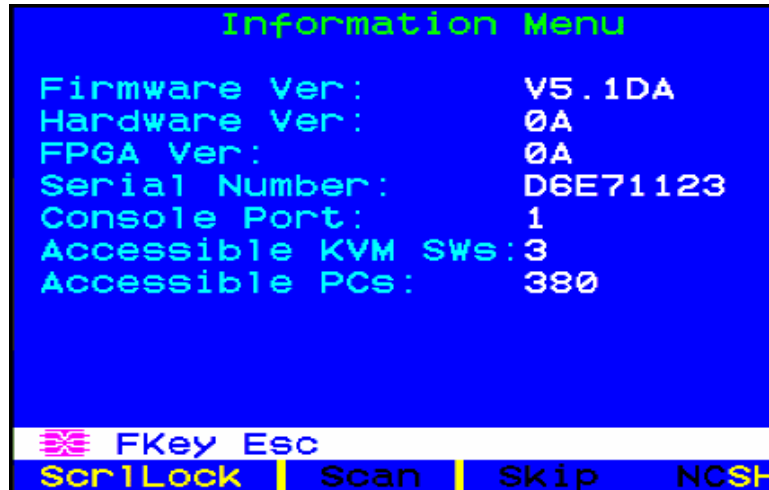 Information Menu
Firmware Ver: V5.1DA
Hardware Ver: 0A
FPGA Ver: 0A
Serial Number: D6E71123
Console Port: 1
Accessible KVM SWs:3
Accessible PCs: 380
FKey Esc
ScrlLock Scan Skip NCSH